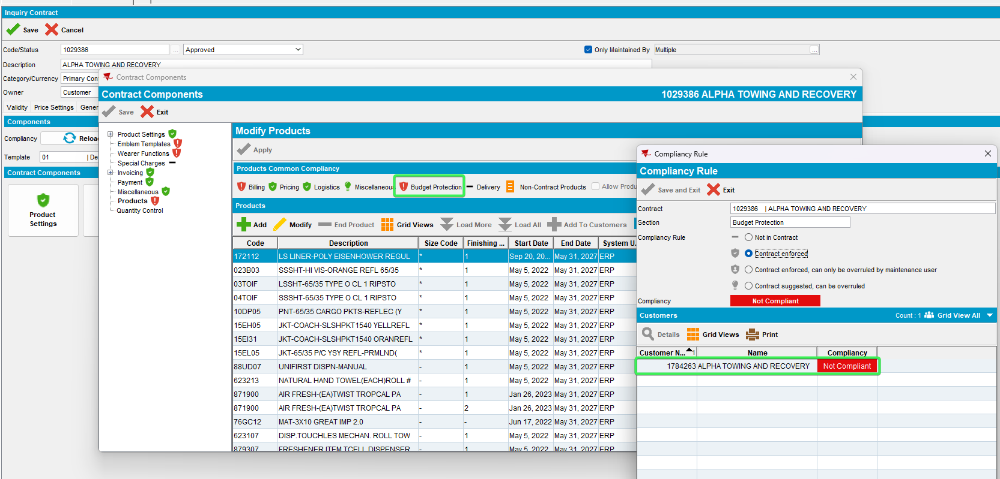 Inquiry Contract
Save Cancel
Code/Status 1029386 ... Approved Only Maintained By Multiple ...
Description ALPHA TOWING AND RECOVERY
Category/Currency Primary Con
Owner Customer
Validity Price Settings Gener
Components
Compliancy Reloa
Template 01 | De
Contract Components
Product
Settings
Contract Components
Contract Components 1029386 ALPHA TOWING AND RECOVERY
Save Exit
Product Settings
Emblem Templates
Wearer Functions
Special Charges
Invoicing
Payment
Miscellaneous
Products
Quantity Control
Modify Products
Apply
Products Common Compliancy
Billing Pricing Logistics Miscellaneous Budget Protection Delivery Non-Contract Products Allow Produ
Products
Add Modify End Product Grid Views Load More Load All Add To Customers
Code Description Size Code Finishing ... Start Date End Date System U.
172112 LS LINER-POLY EISENHOWER REGUL * 1 Sep 20, 20... May 31, 2027 ERP
023B03 SSSHT-HI VIS-ORANGE REFL 65/35 * 1 May 5, 2022 May 31, 2027 ERP
03TOIF LSSHT-65/35 TYPE O CL 1 RIPSTO * 1 May 5, 2022 May 31, 2027 ERP
04TOIF SSSHT-65/35 TYPE O CL 1 RIPSTO * 1 May 5, 2022 May 31, 2027 ERP
10DP05 PNT-65/35 CARGO PKTS-REFLEC (Y * 1 May 5, 2022 May 31, 2027 ERP
15EH05 JKT-COACH-SLSHPKT1540 YELLREFL * 1 May 5, 2022 May 31, 2027 ERP
15EI31 JKT-COACH-SLSHPKT1540 ORANREFL * 1 May 5, 2022 May 31, 2027 ERP
15EL05 JKT-65/35 P/C YSY REFL-PRMLND( * 1 May 5, 2022 May 31, 2027 ERP
88UD07 UNIFIRST DISPN-MANUAL - 1 May 5, 2022 May 31, 2027 ERP
623213 NATURAL HAND TOWEL(EACH)ROLL # - 1 May 5, 2022 May 31, 2027 ERP
871900 AIR FRESH-(EA)TWIST TROPCAL PA - 1 Jan 26, 2023 May 31, 2027 ERP
871900 AIR FRESH-(EA)TWIST TROPCAL PA - 2 Jan 26, 2023 May 31, 2027 ERP
76GC12 MAT-3X10 GREAT IMP 2.0 - - Jun 17, 2022 May 31, 2027 ERP
623107 DISP.TOUCHLES MECHAN. ROLL TOW - 1 May 5, 2022 May 31, 2027 ERP
879307 FRESHENER ITEM TCELL DISPENSER - 1 May 5, 2022 May 31, 2027 ERP
Compliancy Rule
Compliancy Rule
Save and Exit Exit
Contract 1029386 | ALPHA TOWING AND RECOVERY
Section Budget Protection
Compliancy Rule Not in Contract
Contract enforced
Contract enforced, can only be overruled by maintenance user
Contract suggested, can be overruled
Compliancy Not Compliant
Customers Count : 1 Grid View All
Details Grid Views Print
Customer N... 1 Name Compliancy
1784263 ALPHA TOWING AND RECOVERY Not Compliant